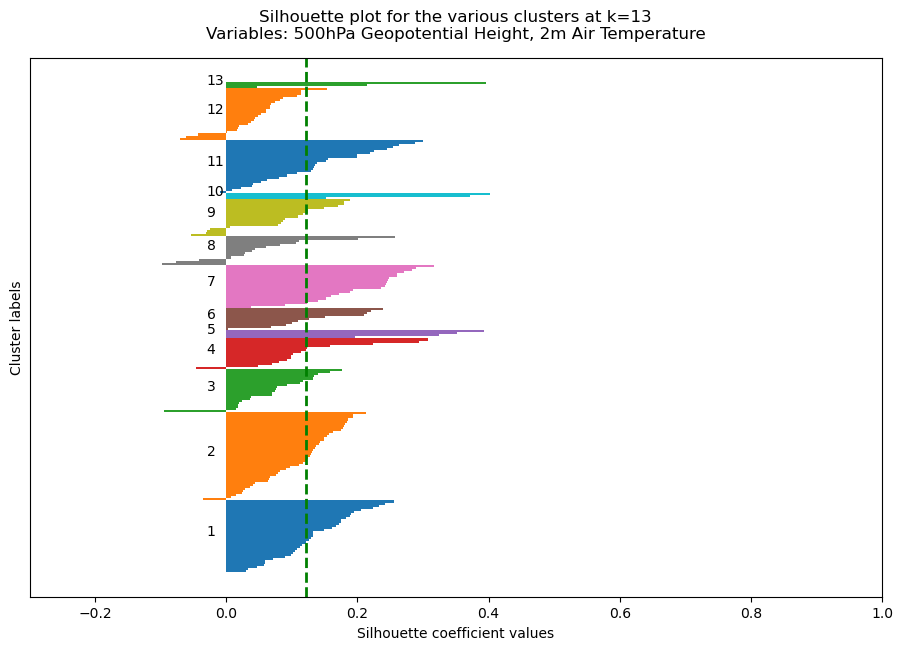 Silhouette plot for the various clusters at k=13
Variables: 500hPa Geopotential Height, 2m Air Temperature
13
12
11
10
9
8
7
6
5
4
3
2
1
Cluster labels
−0.2 0.0 0.2 0.4 0.6 0.8 1.0
Silhouette coefficient values